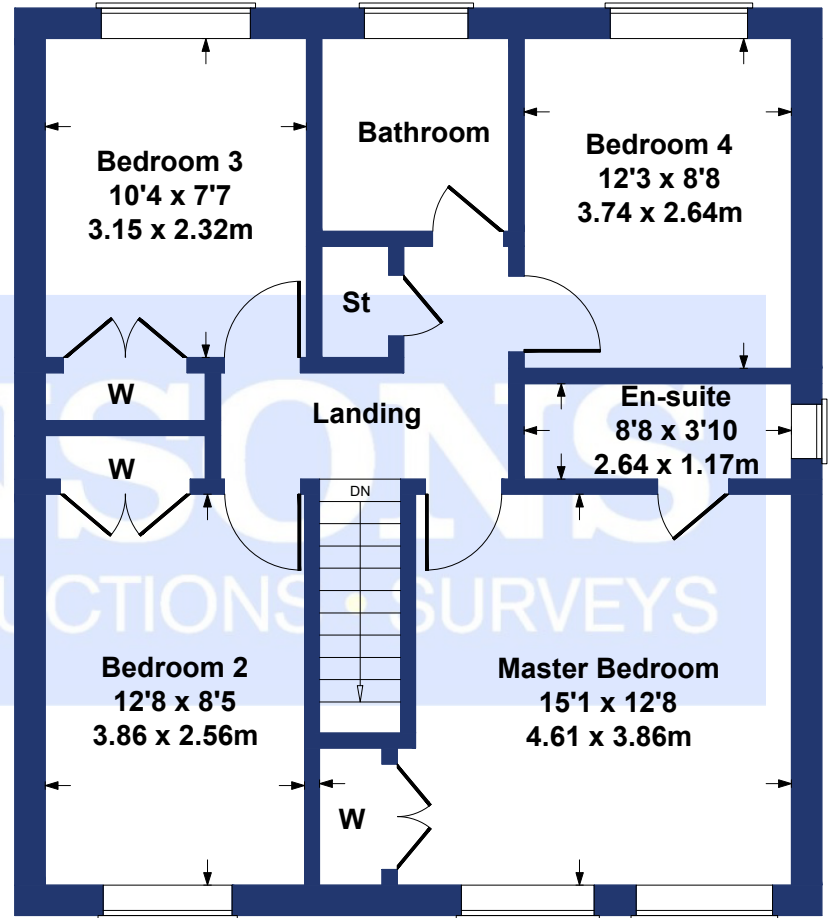 Bedroom 3
10'4 x 7'7
3.15 x 2.32m
Bathroom
Bedroom 4
12'3 x 8'8
3.74 x 2.64m
St
W
Landing
En-suite
8'8 x 3'10
2.64 x 1.17m
W
DN
Bedroom 2
12'8 x 8'5
3.86 x 2.56m
Master Bedroom
15'1 x 12'8
4.61 x 3.86m
W
NSONS
UCTIONS • SURVEYS